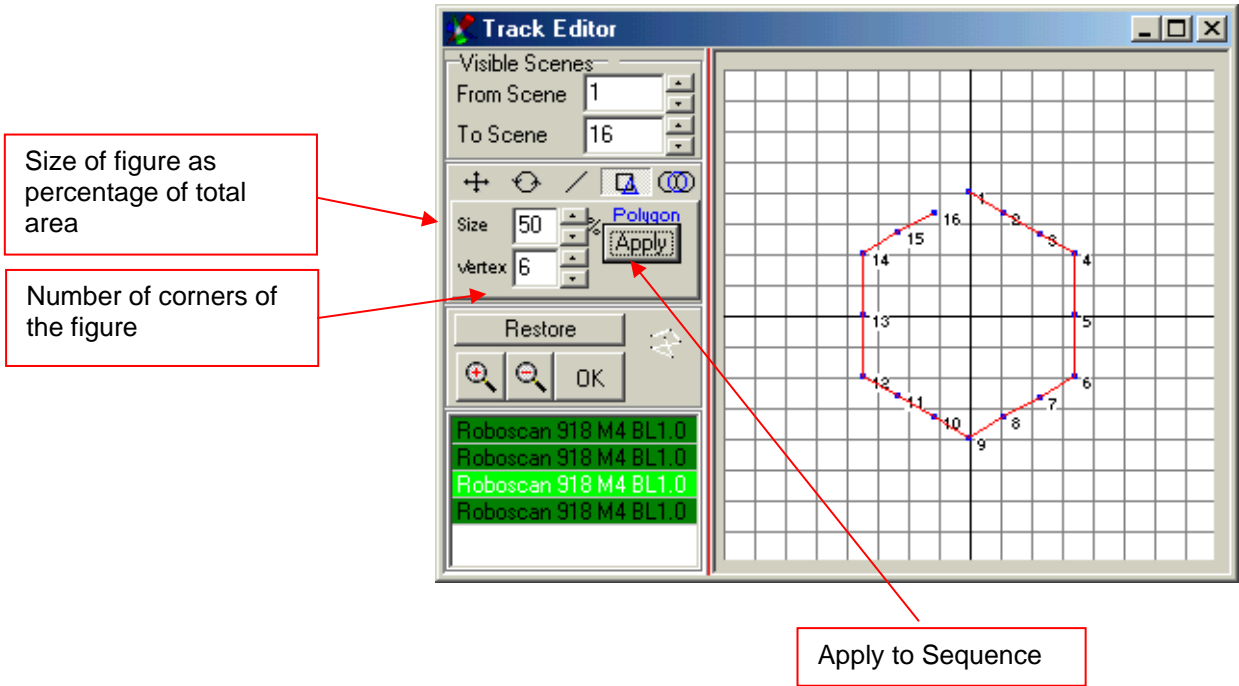 Track Editor
Visible Scenes
From Scene 1
To Scene 16
Size of figure as
percentage of total
area
Size 50 % Polygon
Apply
Vertex 6
Number of corners of
the figure
Restore
OK
Roboscan 918 M4 BL1.0
Roboscan 918 M4 BL1.0
Roboscan 918 M4 BL1.0
Roboscan 918 M4 BL1.0
1
2
3
4
5
6
7
8
9
10
11
12
13
14
15
16
Apply to Sequence